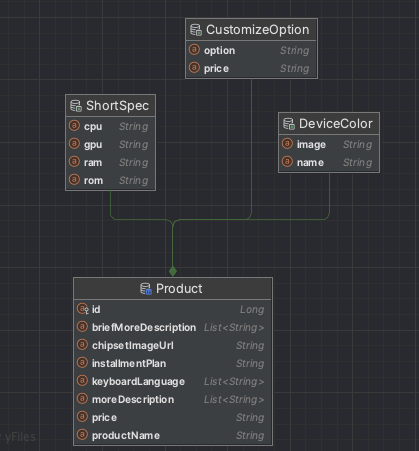 CustomizeOption
option String
price String
ShortSpec
cpu String
gpu String
ram String
rom String
DeviceColor
image String
name String
Product
id Long
briefMoreDescription List<String>
chipsetImageUrl String
installmentPlan String
keyboardLanguage List<String>
moreDescription List<String>
price String
productName String
yFiles